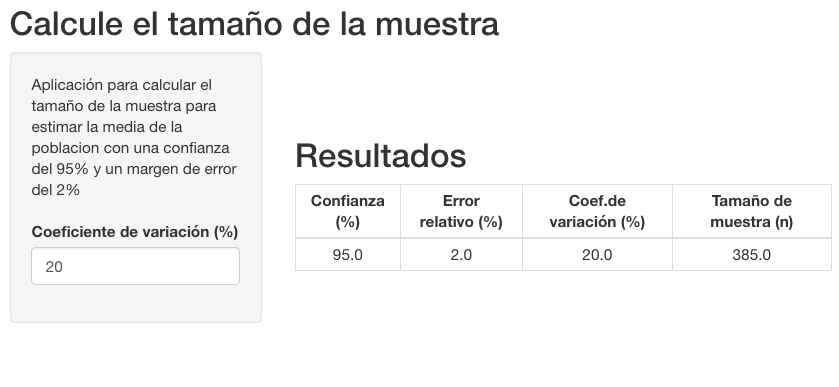 Calcule el tamaño de la muestra
Aplicación para calcular el
tamaño de la muestra para
estimar la media de la
poblacion con una confianza
del 95% y un margen de error
del 2%
Coeficiente de variación (%)
20
Resultados
Confianza (%) Error relativo (%) Coef.de variación (%) Tamaño de muestra (n)
95.0 2.0 20.0 385.0